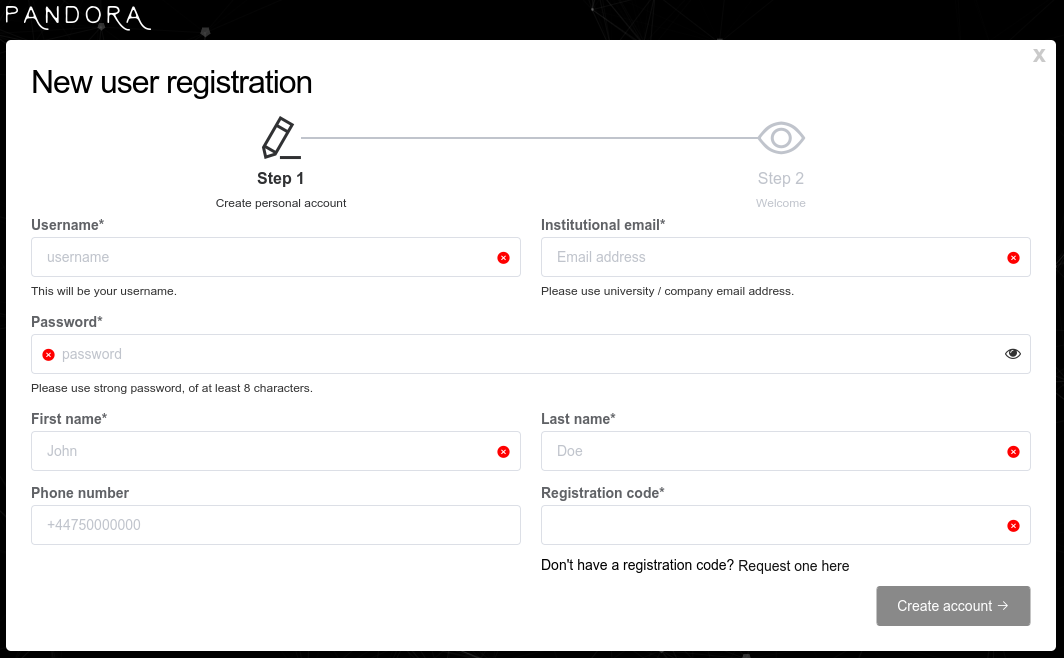 PANDORA
X
New user registration
Step 1
Step 2
Create personal account
Welcome
Username*
Institutional email*
username
Email address
This will be your username.
Please use university / company email address.
Password*
password
Please use strong password, of at least 8 characters.
First name*
Last name*
John
Doe
Phone number
Registration code*
+44750000000
Don't have a registration code? Request one here
Create account →